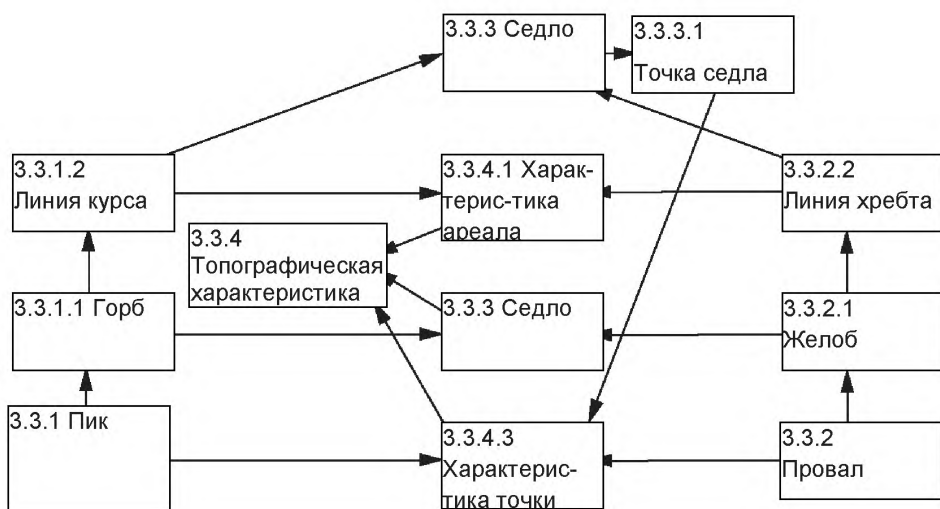 3.3.3 Седло
3.3.3.1
Точка седла
3.3.1.2
Линия курса
3.3.4.1 Харак-
терис-тика
ареала
3.3.2.2
Линия хребта
3.3.4
Топографическая
характеристика
3.3.1.1 Горб
3.3.3 Седло
3.3.2.1
Желоб
3.3.1 Пик
3.3.4.3
Характерис-
тика точки
3.3.2
Провал